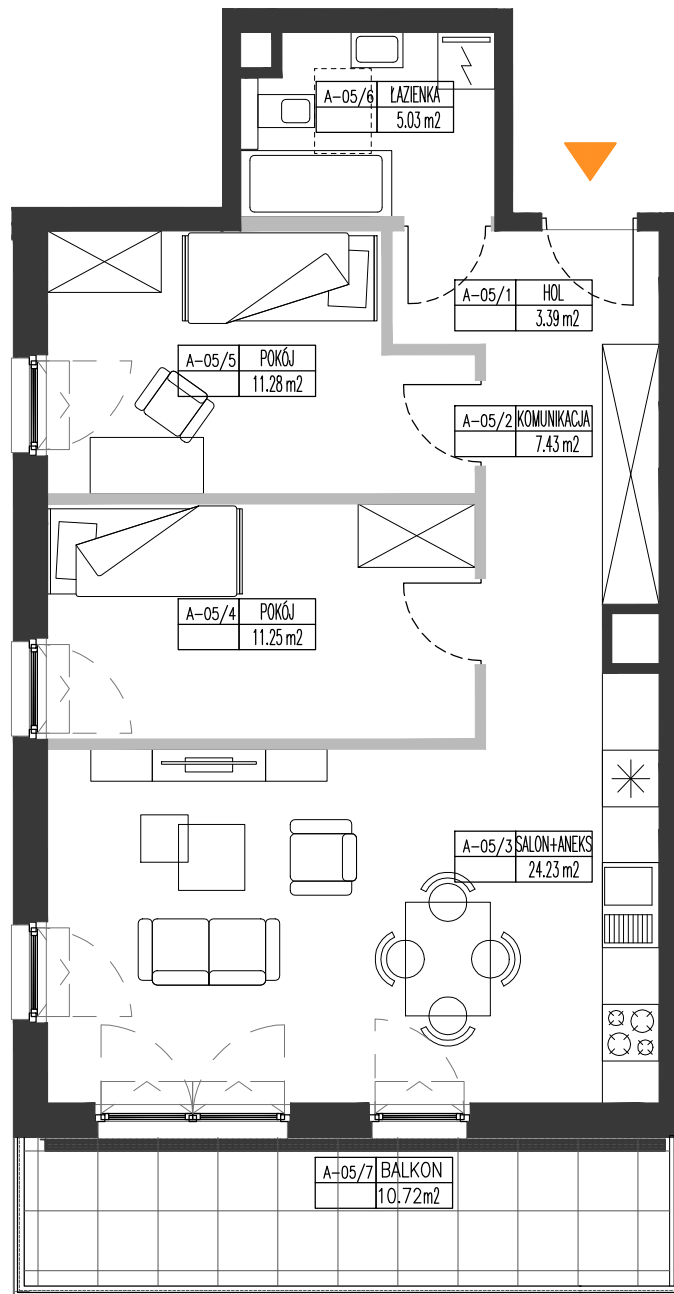 A-05/6 ŁAZIENKA
5.03 m2
A-05/1 HOL
3.39 m2
A-05/5 POKÓJ
11.28 m2
A-05/2 KOMUNIKACJA
7.43 m2
A-05/4 POKÓJ
11.25 m2
A-05/3 SALON+ANEKS
24.23 m2
A-05/7 BALKON
10.72m2